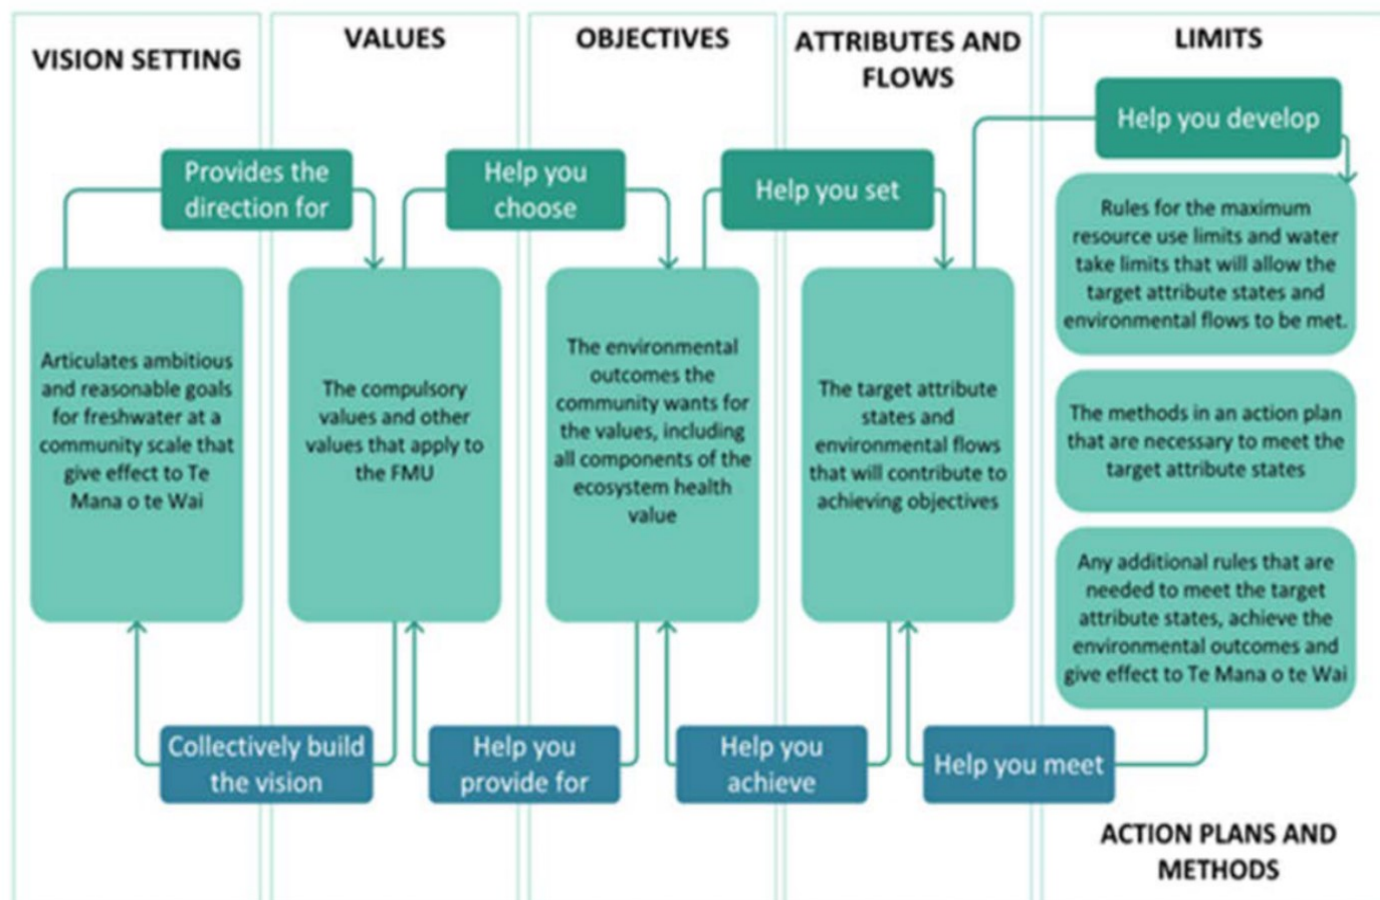 VISION SETTING
VALUES
OBJECTIVES
ATTRIBUTES AND
FLOWS
LIMITS
Provides the
direction for
Help you
choose
Help you set
Help you develop
Articulates ambitious
and reasonable goals
for freshwater at a
community scale that
give effect to Te
Mana o te Wai
The compulsory
values and other
values that apply to
the FMU
The environmental
outcomes the
community wants for
the values, including
all components of the
ecosystem health
value
The target attribute
states and
environmental flows
that will contribute to
achieving objectives
Rules for the maximum
resource use limits and water
take limits that will allow the
target attribute states and
environmental flows to be met.
The methods in an action plan
that are necessary to meet the
target attribute states
Any additional rules that are
needed to meet the target
attribute states, achieve the
environmental outcomes and
give effect to Te Mana o te Wai
Collectively build
the vision
Help you
provide for
Help you
achieve
Help you meet
ACTION PLANS AND
METHODS